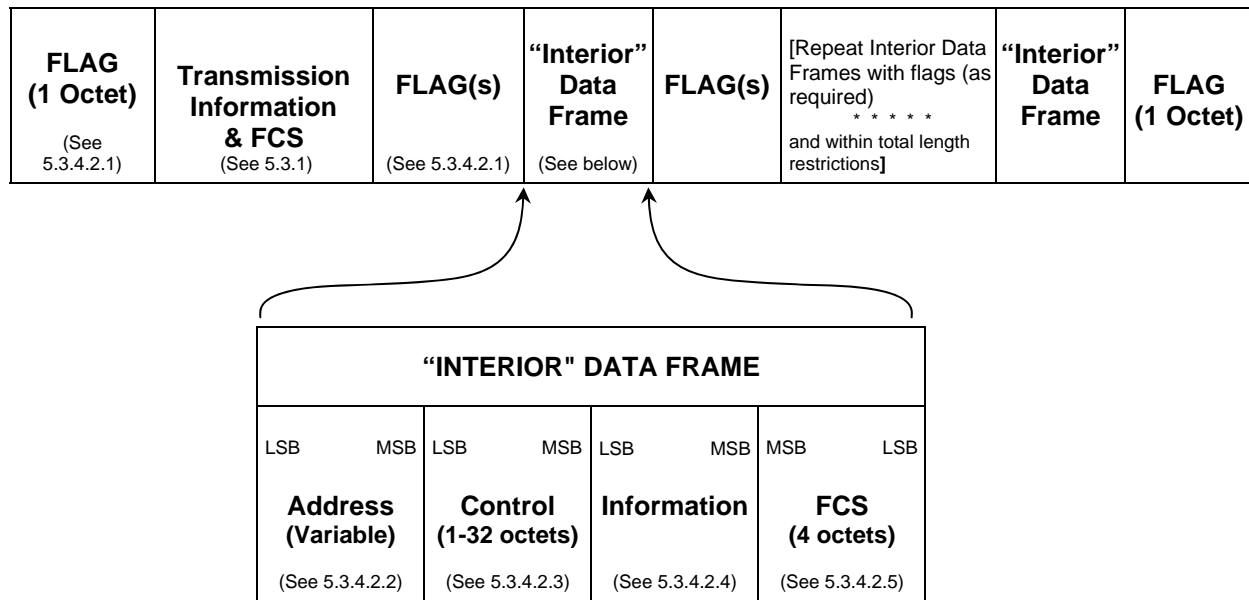 FLAG
(1 Octet)
(See
5.3.4.2.1)
Transmission
Information
& FCS
(See 5.3.1)
FLAG(s)
(See 5.3.4.2.1)
“Interior”
Data
Frame
(See below)
FLAG(s)
[Repeat Interior Data
Frames with flags (as
required)
* * * * *
and within total length
restrictions]
“Interior”
Data
Frame
FLAG
(1 Octet)
“INTERIOR" DATA FRAME
LSB MSB
Address
(Variable)
(See 5.3.4.2.2)
LSB MSB
Control
(1-32 octets)
(See 5.3.4.2.3)
LSB MSB
Information
(See 5.3.4.2.4)
MSB LSB
FCS
(4 octets)
(See 5.3.4.2.5)